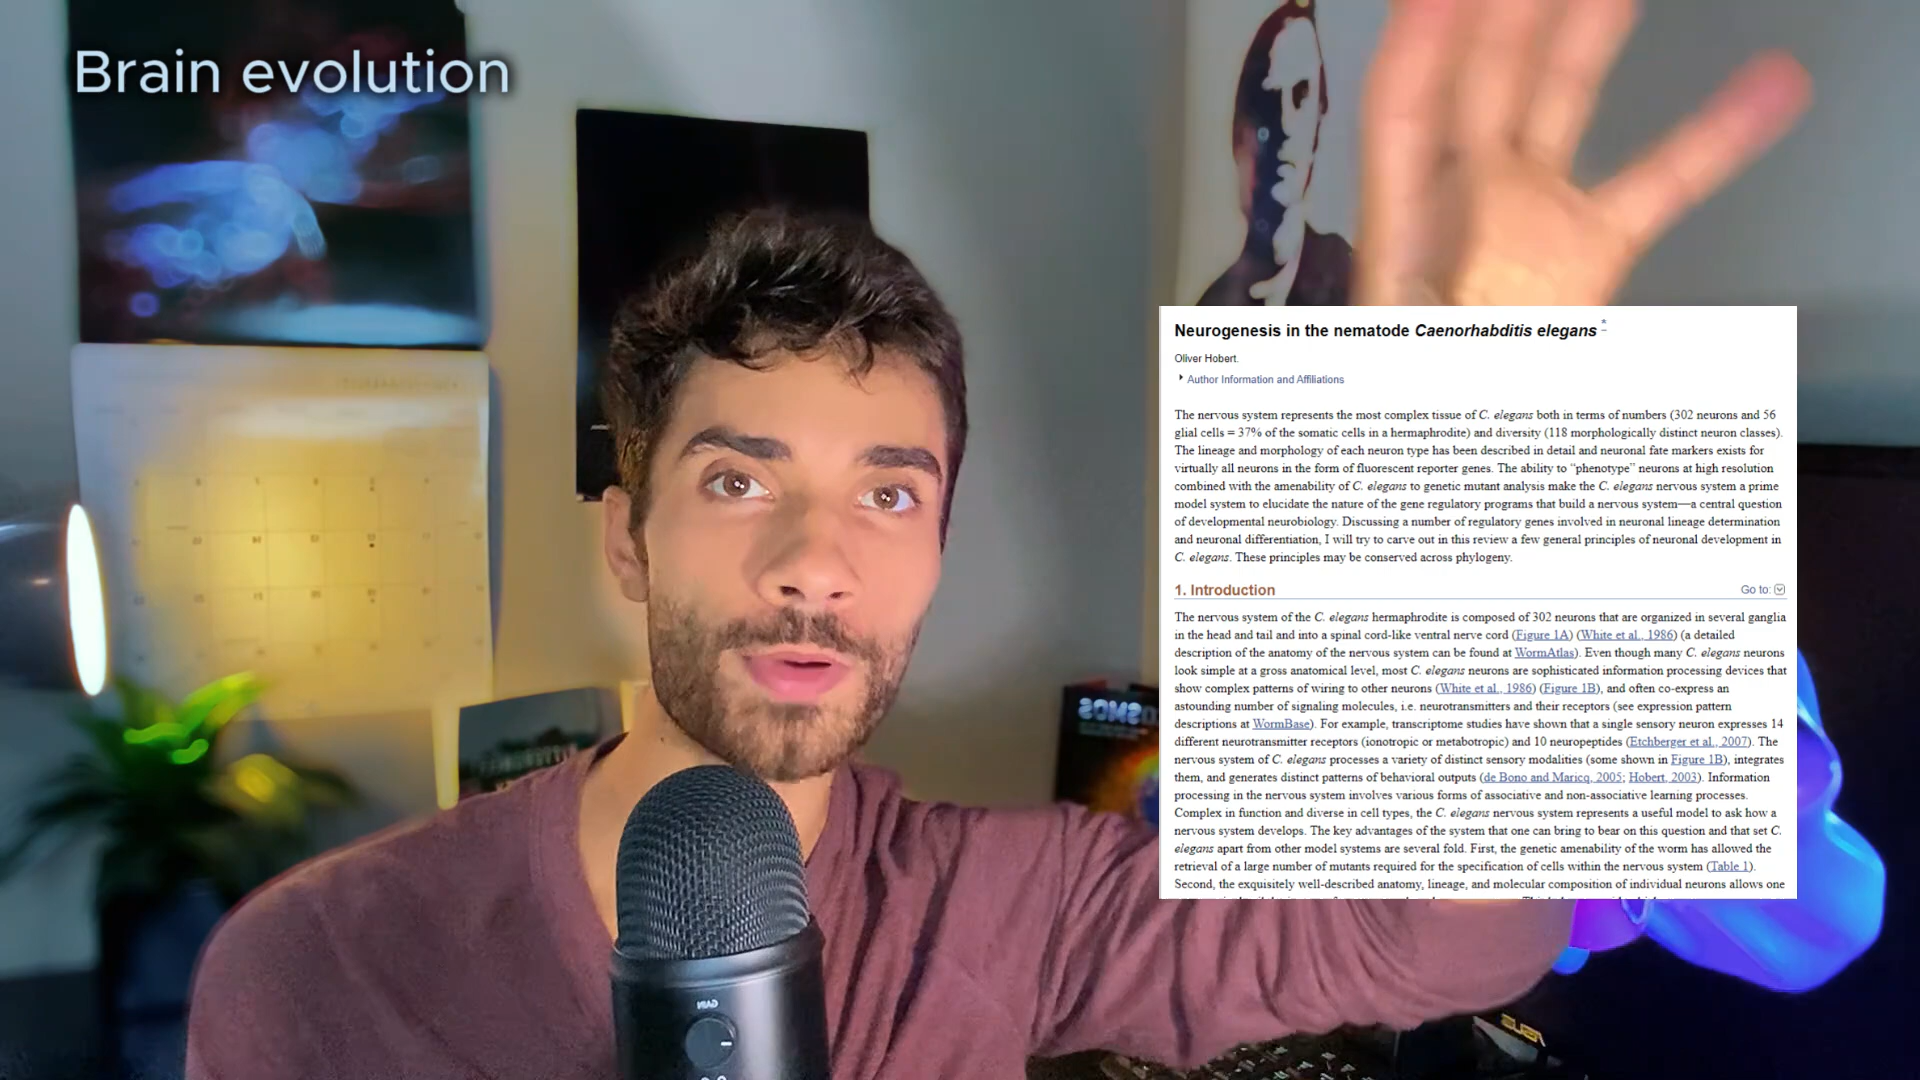 Brain evolution
Neurogenesis in the nematode Caenorhabditis elegans *
Oliver Hobert.
Author Information and Affiliations
The nervous system represents the most complex tissue of C. elegans both in terms of numbers (302 neurons and 56
glial cells = 37% of the somatic cells in a hermaphrodite) and diversity (118 morphologically distinct neuron classes).
The lineage and morphology of each neuron type has been described in detail and neuronal fate markers exists for
virtually all neurons in the form of fluorescent reporter genes. The ability to “phenotype” neurons at high resolution
combined with the amenability of C. elegans to genetic mutant analysis make the C. elegans nervous system a prime
model system to elucidate the nature of the gene regulatory programs that build a nervous system—a central question
of developmental neurobiology. Discussing a number of regulatory genes involved in neuronal lineage determination
and neuronal differentiation, I will try to carve out in this review a few general principles of neuronal development in
C. elegans. These principles may be conserved across phylogeny.
1. Introduction
Go to:
The nervous system of the C. elegans hermaphrodite is composed of 302 neurons that are organized in several ganglia
in the head and tail and into a spinal cord-like ventral nerve cord (Figure 1A) (White et al., 1986) (a detailed
description of the anatomy of the nervous system can be found at WormAtlas). Even though many C. elegans neurons
look simple at a gross anatomical level, most C. elegans neurons are sophisticated information processing devices that
show complex patterns of wiring to other neurons (White et al., 1986) (Figure 1B), and often co-express an
astounding number of signaling molecules, i.e. neurotransmitters and their receptors (see expression pattern
descriptions at WormBase). For example, transcriptome studies have shown that a single sensory neuron expresses 14
different neurotransmitter receptors (ionotropic or metabotropic) and 10 neuropeptides (Etchberger et al., 2007). The
nervous system of C. elegans processes a variety of distinct sensory modalities (some shown in Figure 1B), integrates
them, and generates distinct patterns of behavioral outputs (de Bono and Maricq, 2005; Hobert, 2003). Information
processing in the nervous system involves various forms of associative and non-associative learning processes.
Complex in function and diverse in cell types, the C. elegans nervous system represents a useful model to ask how a
nervous system develops. The key advantages of the system that one can bring to bear on this question and that set C.
elegans apart from other model systems are several fold. First, the genetic amenability of the worm has allowed the
retrieval of a large number of mutants required for the specification of cells within the nervous system (Table 1).
Second, the exquisitely well-described anatomy, lineage, and molecular composition of individual neurons allows one
COSMOS
GAIN
ASUS